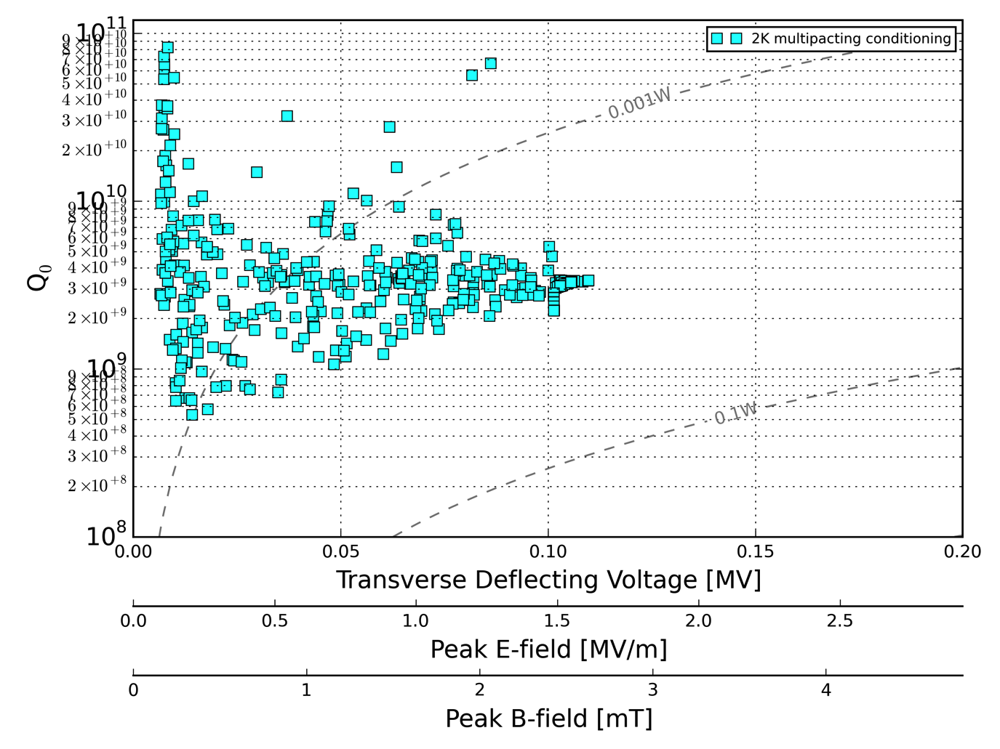 10^11
9 ×10^+10
8 ×10^+10
7 ×10^+10
6 ×10^+10
5 ×10^+10
4 ×10^+10
3 ×10^+10
2 ×10^+10
10^10
9 ×10^+9
8 ×10^+9
7 ×10^+9
6 ×10^+9
5 ×10^+9
4 ×10^+9
3 ×10^+9
2 ×10^+9
10^9
9 ×10^+8
8 ×10^+8
7 ×10^+8
6 ×10^+8
5 ×10^+8
4 ×10^+8
3 ×10^+8
2 ×10^+8
10^8
Q_0
2K multipacting conditioning
0.001W
0.1W
0.00 0.05 0.10 0.15 0.20
Transverse Deflecting Voltage [MV]
0.0 0.5 1.0 1.5 2.0 2.5
Peak E-field [MV/m]
0 1 2 3 4
Peak B-field [mT]